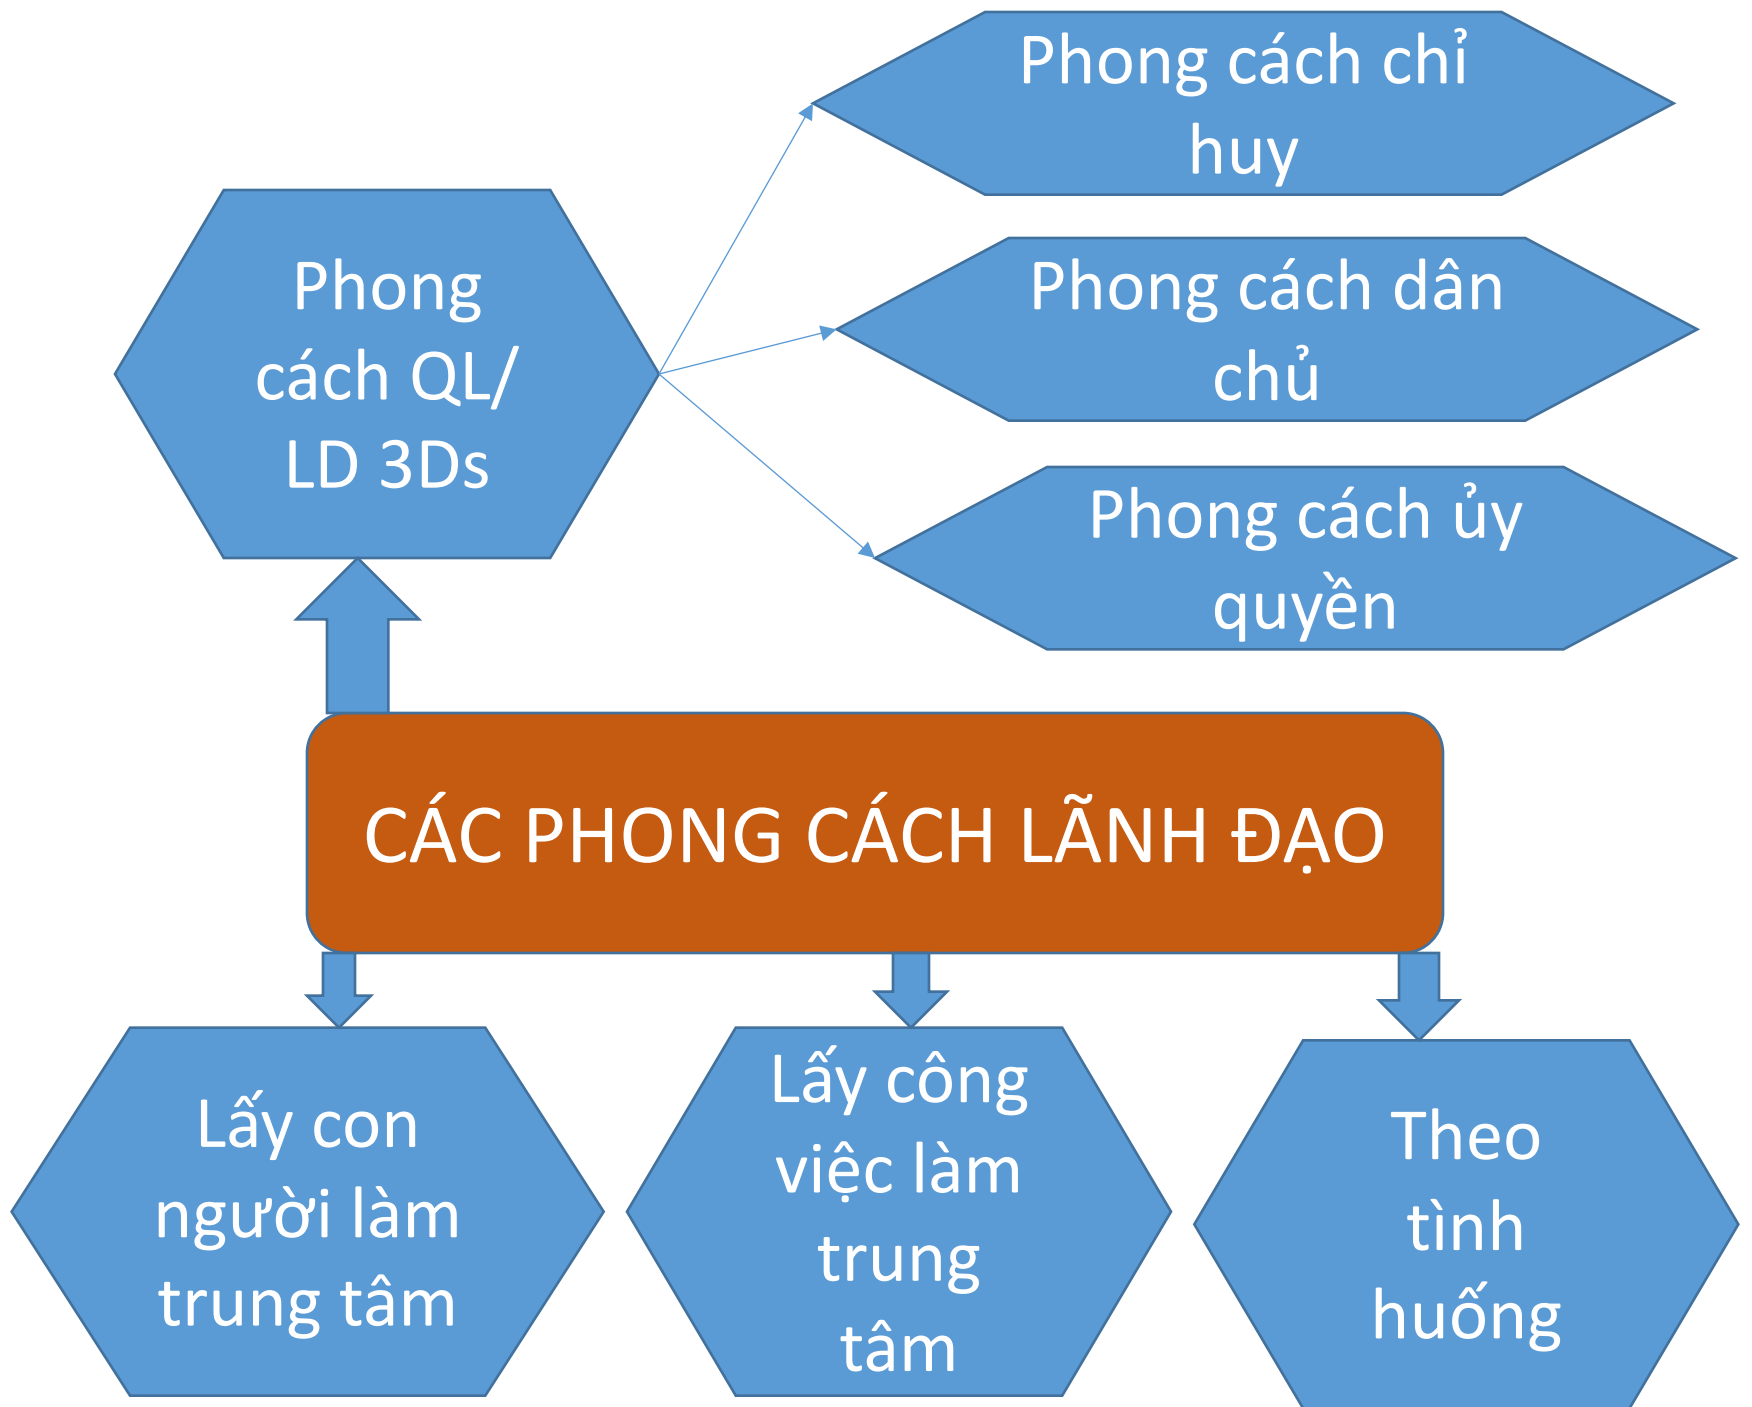 Phong cách chỉ
huy
Phong
cách QL/
LD 3Ds
Phong cách dân
chủ
Phong cách ủy
quyền
CÁC PHONG CÁCH LÃNH ĐẠO
Lấy con
người làm
trung tâm
Lấy công
việc làm
trung
tâm
Theo
tình
huống